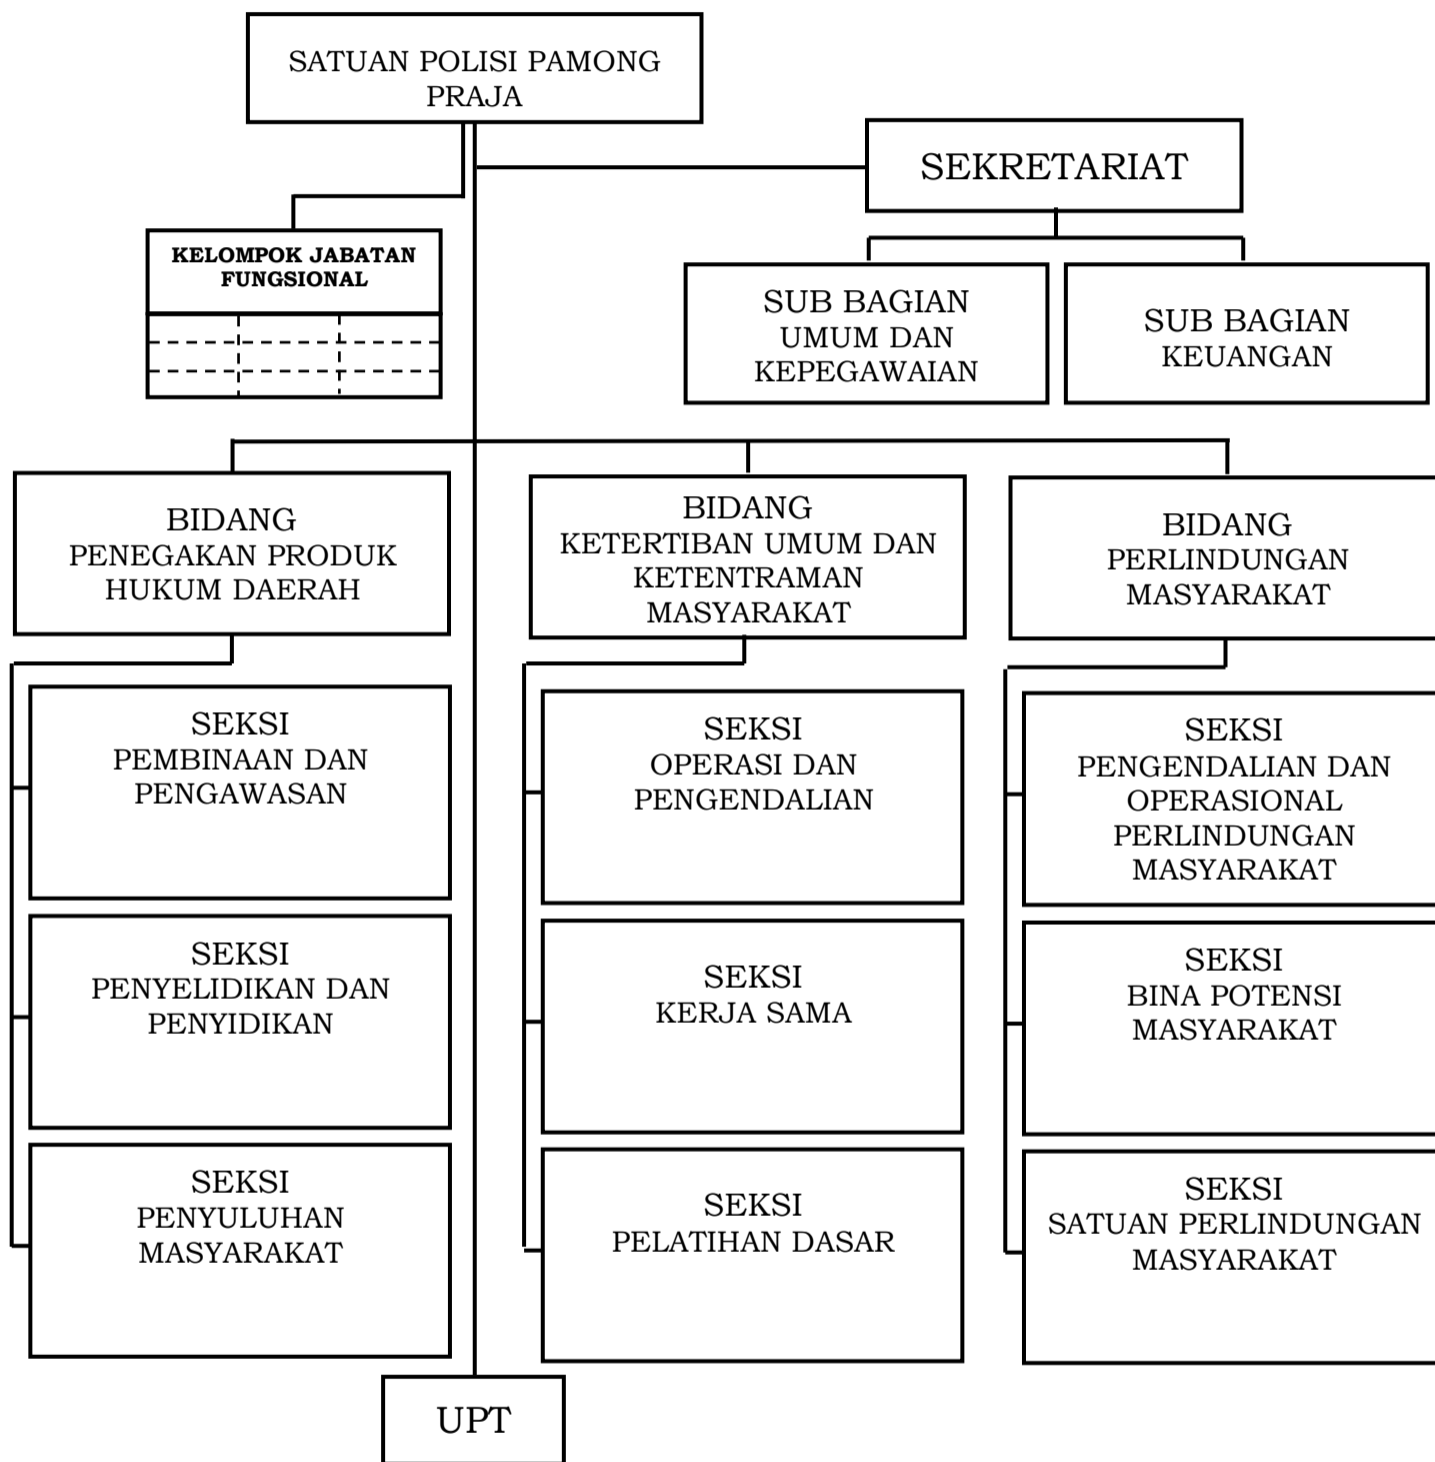 SATUAN POLISI PAMONG
PRAJA
SEKRETARIAT
KELOMPOK JABATAN
FUNGSIONAL
SUB BAGIAN
UMUM DAN
KEPEGAWAIAN
SUB BAGIAN
KEUANGAN
BIDANG
PENEGAKAN PRODUK
HUKUM DAERAH
BIDANG
KETERTIBAN UMUM DAN
KETENTRAMAN
MASYARAKAT
BIDANG
PERLINDUNGAN
MASYARAKAT
SEKSI
PEMBINAAN DAN
PENGAWASAN
SEKSI
OPERASI DAN
PENGENDALIAN
SEKSI
PENGENDALIAN DAN
OPERASIONAL
PERLINDUNGAN
MASYARAKAT
SEKSI
PENYELIDIKAN DAN
PENYIDIKAN
SEKSI
KERJA SAMA
SEKSI
BINA POTENSI
MASYARAKAT
SEKSI
PENYULUHAN
MASYARAKAT
SEKSI
PELATIHAN DASAR
SEKSI
SATUAN PERLINDUNGAN
MASYARAKAT
UPT